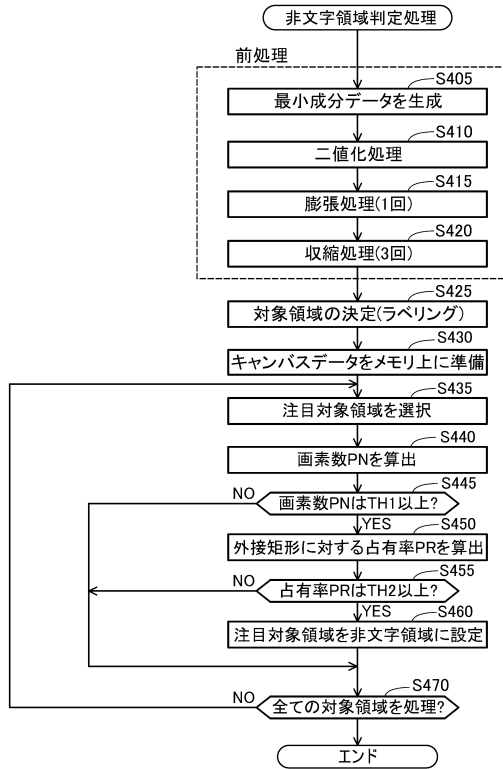 非文字領域判定処理
前処理
S405
最小成分データを生成
S410
二値化処理
S415
膨張処理(1回)
S420
収縮処理(3回)
S425
対象領域の決定(ラベリング)
S430
キャンバスデータをメモリ上に準備
S435
注目対象領域を選択
S440
画素数PNを算出
S445
NO
画素数PNはTH1以上?
YES
S450
外接矩形に対する占有率PRを算出
S455
NO
占有率PRはTH2以上?
YES
S460
注目対象領域を非文字領域に設定
S470
NO
全ての対象領域を処理?
エンド